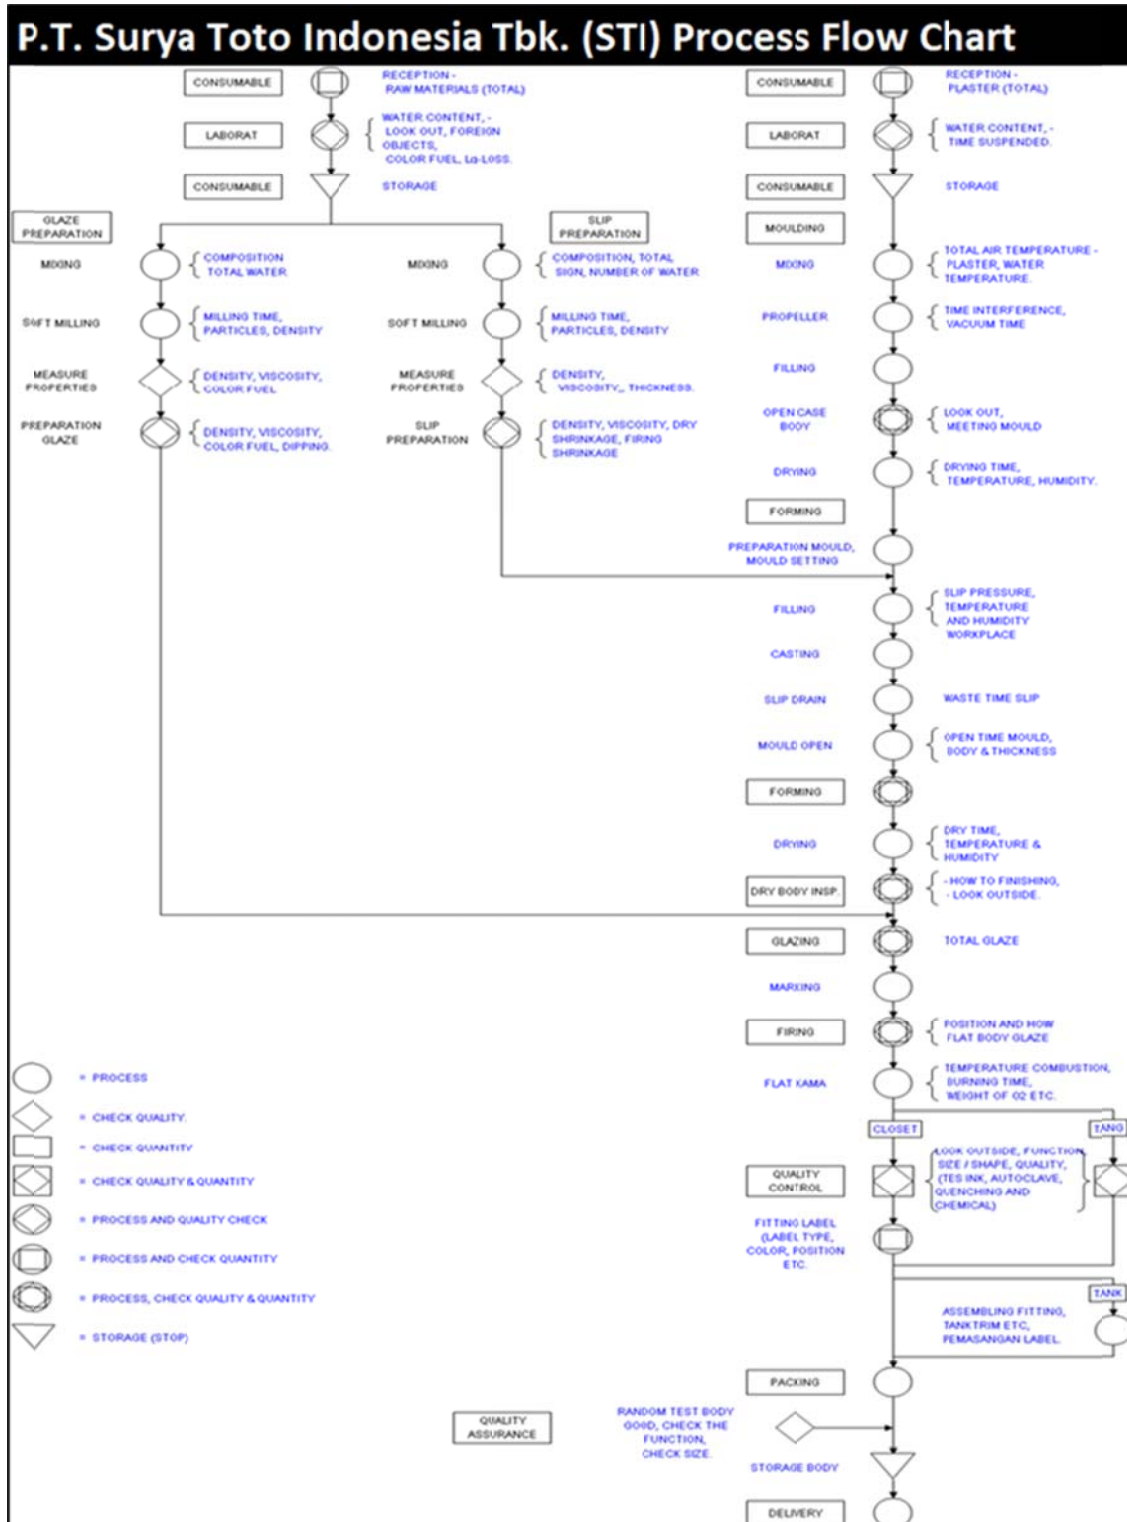 P.T. Surya Toto Indonesia Tbk. (STI) Process Flow Chart
CONSUMABLE
RECEPTION -
RAW MATERIALS (TOTAL)
LABORAT
WATER CONTENT, -
LOOK OUT, FOREIGN
OBJECTS,
COLOR FUEL, Lg-LOSS.
CONSUMABLE
STORAGE
GLAZE
PREPARATION
MIXING
COMPOSITION
TOTAL WATER
SOFT MILLING
MILLING TIME,
PARTICLES, DENSITY
MEASURE
PROPERTIES
DENSITY, VISCOSITY,
COLOR FUEL
PREPARATION
GLAZE
DENSITY, VISCOSITY,
COLOR FUEL, DIPPING.
SLIP
PREPARATION
MIXING
COMPOSITION, TOTAL
SIGN, NUMBER OF WATER
SOFT MILLING
MILLING TIME,
PARTICLES, DENSITY
MEASURE
PROPERTIES
DENSITY,
VISCOSITY,, THICKNESS.
SLIP
PREPARATION
DENSITY, VISCOSITY, DRY
SHRINKAGE, FIRING
SHRINKAGE
CONSUMABLE
RECEPTION -
PLASTER (TOTAL)
LABORAT
WATER CONTENT, -
TIME SUSPENDED.
CONSUMABLE
STORAGE
MOULDING
MIXING
TOTAL AIR TEMPERATURE -
PLASTER, WATER
TEMPERATURE.
PROPELLER
TIME INTERFERENCE,
VACUUM TIME
FILLING
OPEN CASE
BODY
LOOK OUT,
MEETING MOULD
DRYING
DRYING TIME,
TEMPERATURE, HUMIDITY.
FORMING
PREPARATION MOULD,
MOULD SETTING
FILLING
SLIP PRESSURE,
TEMPERATURE
AND HUMIDITY
WORKPLACE
CASTING
SLIP DRAIN
WASTE TIME SLIP
MOULD OPEN
OPEN TIME MOULD,
BODY & THICKNESS
FORMING
DRYING
DRY TIME,
TEMPERATURE &
HUMIDITY
DRY BODY INSP.
- HOW TO FINISHING,
- LOOK OUTSIDE.
GLAZING
TOTAL GLAZE
MARKING
FIRING
POSITION AND HOW
FLAT BODY GLAZE
FLAT KAMA
TEMPERATURE COMBUSTION,
BURNING TIME,
WEIGHT OF O2 ETC.
CLOSET
TANG
QUALITY
CONTROL
LOOK OUTSIDE, FUNCTION,
SIZE / SHAPE, QUALITY,
(TES INK, AUTOCLAVE,
QUENCHING AND
CHEMICAL)
FITTING LABEL
(LABEL TYPE,
COLOR, POSITION
ETC.
TANK
ASSEMBLING FITTING,
TANKTRIM ETC,
PEMASANGAN LABEL.
PACKING
QUALITY
ASSURANCE
RANDOM TEST BODY
GOOD, CHECK THE
FUNCTION,
CHECK SIZE.
STORAGE BODY
DELIVERY
= PROCESS
= CHECK QUALITY.
= CHECK QUANTITY
= CHECK QUALITY & QUANTITY
= PROCESS AND QUALITY CHECK
= PROCESS AND CHECK QUANTITY
= PROCESS, CHECK QUALITY & QUANTITY
= STORAGE (STOP)